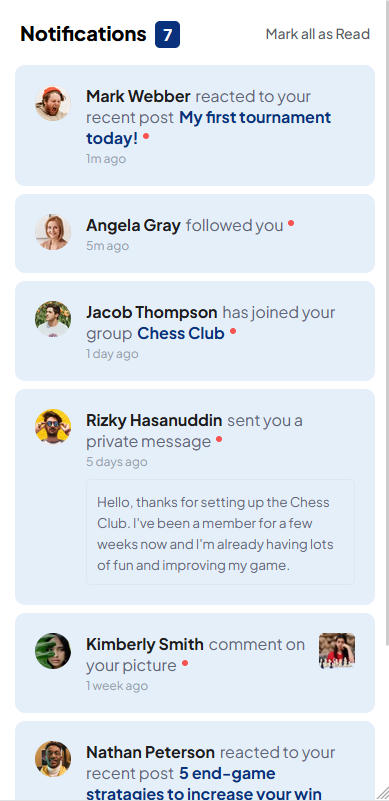 Notifications 7 Mark all as Read
Mark Webber reacted to your
recent post My first tournament
today!
1m ago
Angela Gray followed you
5m ago
Jacob Thompson has joined your
group Chess Club
1 day ago
Rizky Hasanuddin sent you a
private message
5 days ago
Hello, thanks for setting up the Chess
Club. I've been a member for a few
weeks now and I'm already having lots
of fun and improving my game.
Kimberly Smith comment on
your picture
1 week ago
Nathan Peterson reacted to your
recent post 5 end-game
stratagies to increase your win